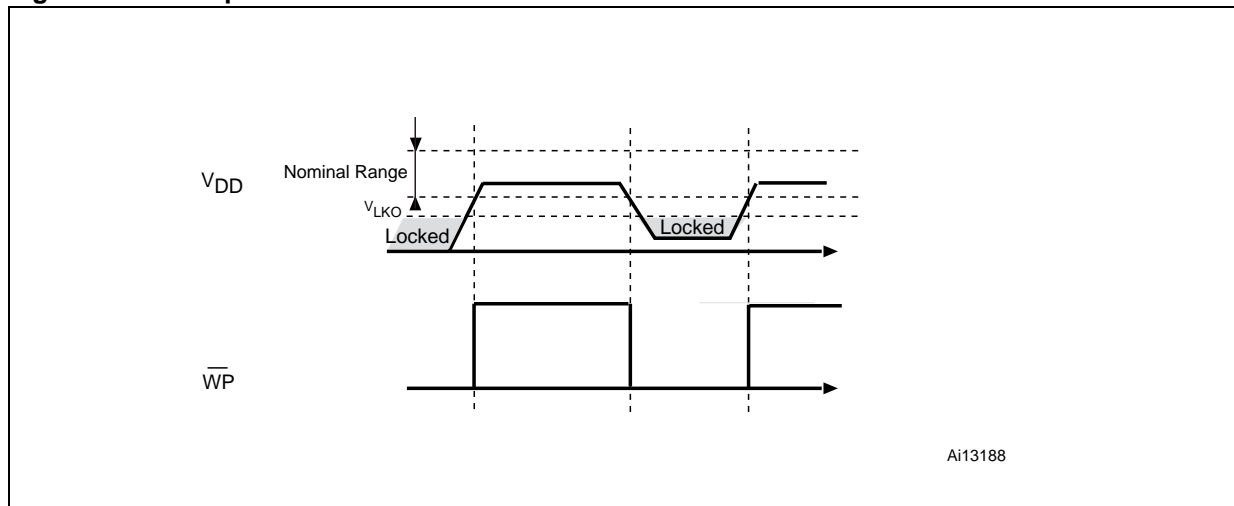 Nominal Range
VDD
VLKO
Locked
Locked
WP
Ai13188